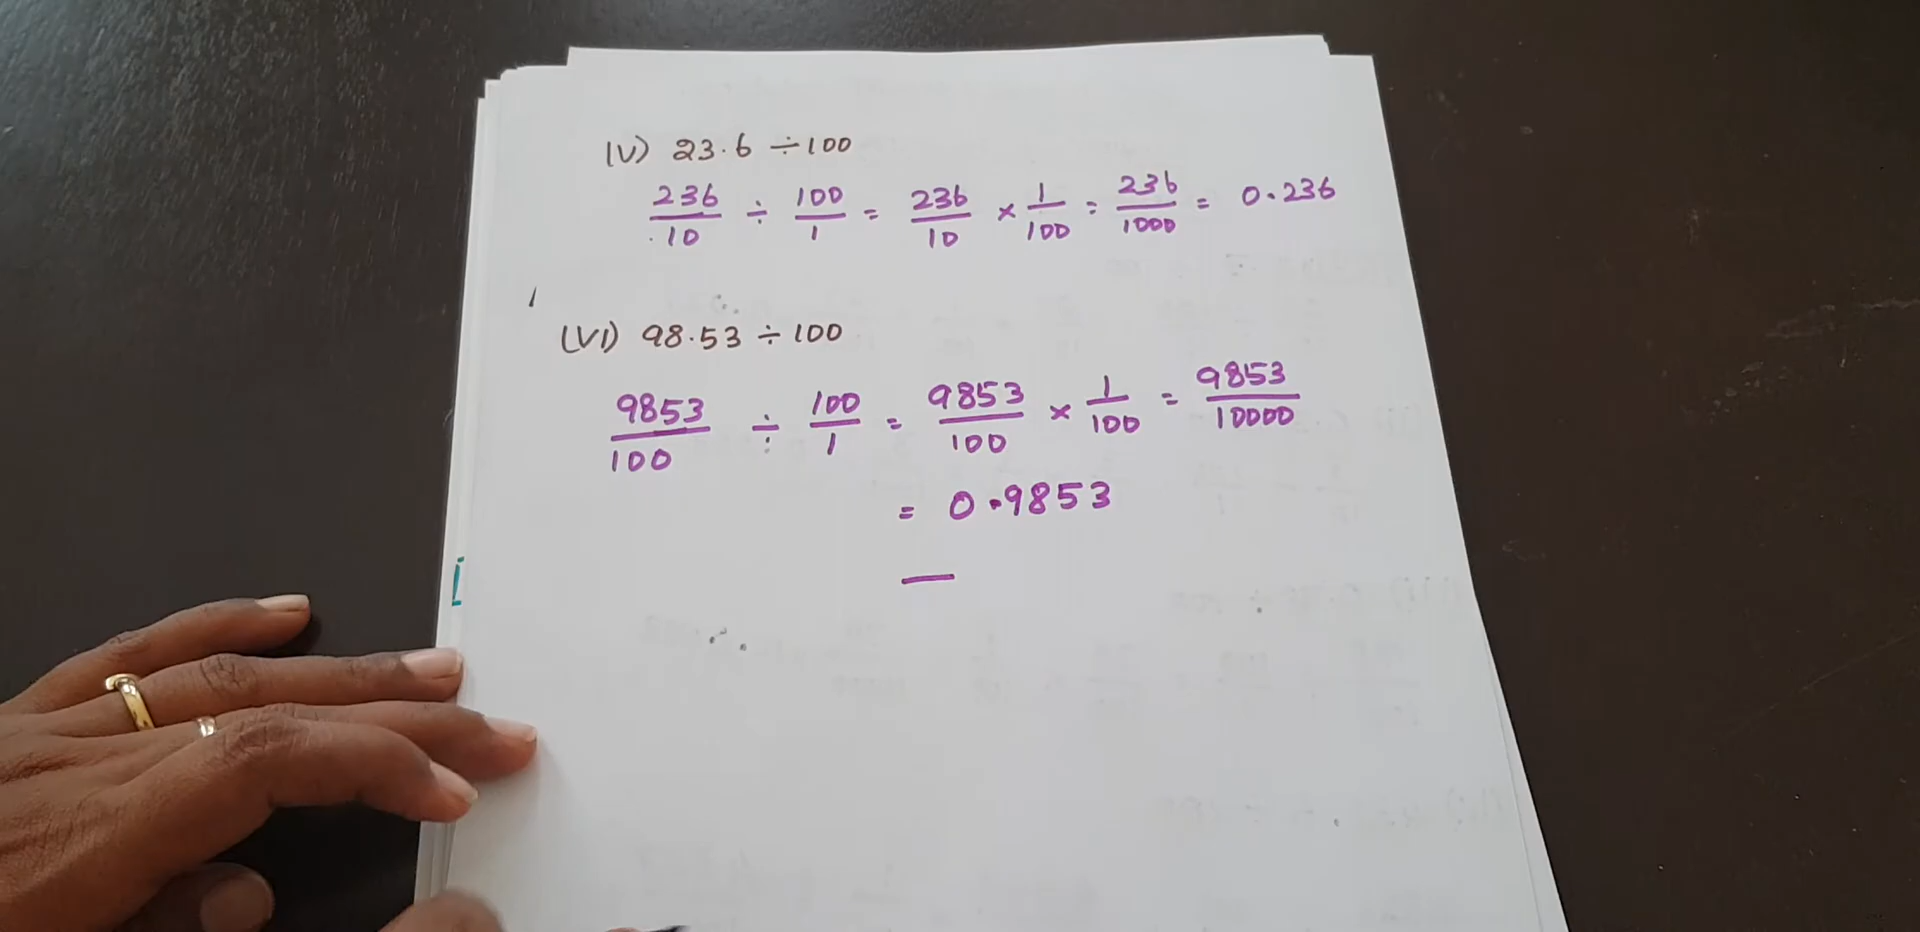 (V) 23.6 ÷ 100
236/10 ÷ 100/1 = 236/10 × 1/100 = 236/1000 = 0.236
(VI) 98.53 ÷ 100
9853/100 ÷ 100/1 = 9853/100 × 1/100 = 9853/10000
= 0.9853